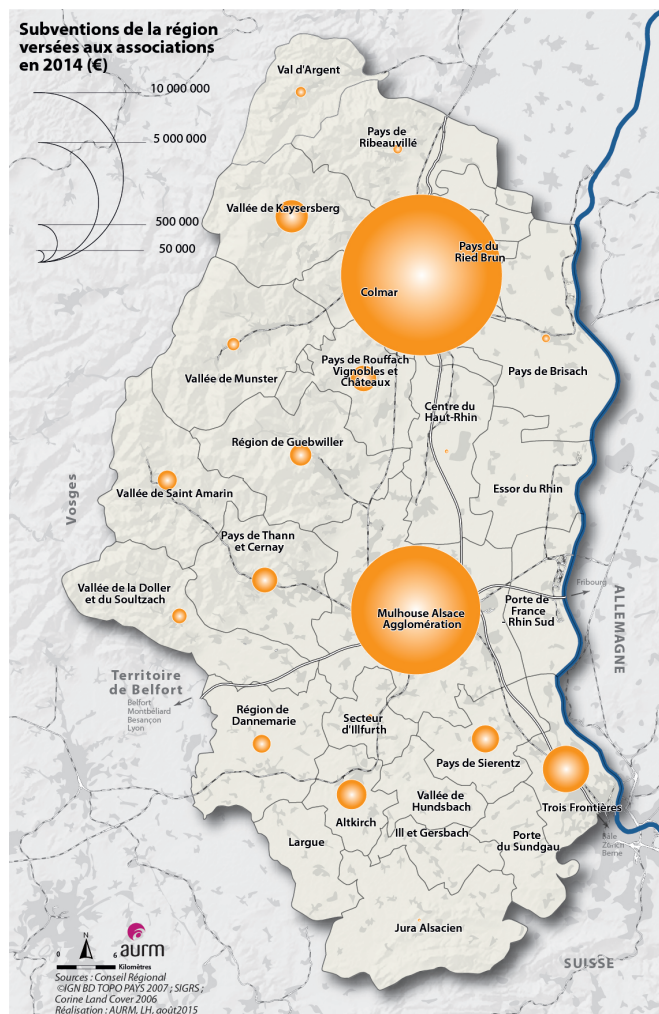 Subventions de la région
versées aux associations
en 2014 (€)
10 000 000
5 000 000
500 000
50 000
Val d'Argent
Pays de
Ribeauvillé
Vallée de Kaysersberg
Pays du
Ried Brun
Colmar
Vallée de Munster
Pays de Rouffach
Vignobles et
Châteaux
Pays de Brisach
Centre du
Haut-Rhin
Région de Guebwiller
Vosges
Vallée de Saint Amarin
Essor du Rhin
Pays de Thann
et Cernay
Vallée de la Doller
et du Soultzach
Mulhouse Alsace
Agglomération
Porte de
France
- Rhin Sud
Fribourg
ALLEMAGNE
Territoire
de Belfort
Belfort
Montbéliard
Besançon
Lyon
Région de
Dannemarie
Secteur
d'Illfurth
Pays de Sierentz
Trois Frontières
Altkirch
Vallée de
Hundsbach
Largue
Ill et Gersbach
Porte
du Sundgau
Bale
Zürich
Berne
Jura Alsacien
SUISSE
N
0 6
Kilomètres
aurm
Sources : Conseil Régional
©IGN BD TOPO PAYS 2007 ; SIGRS ;
Corine Land Cover 2006
Réalisation : AURM, LH, août2015